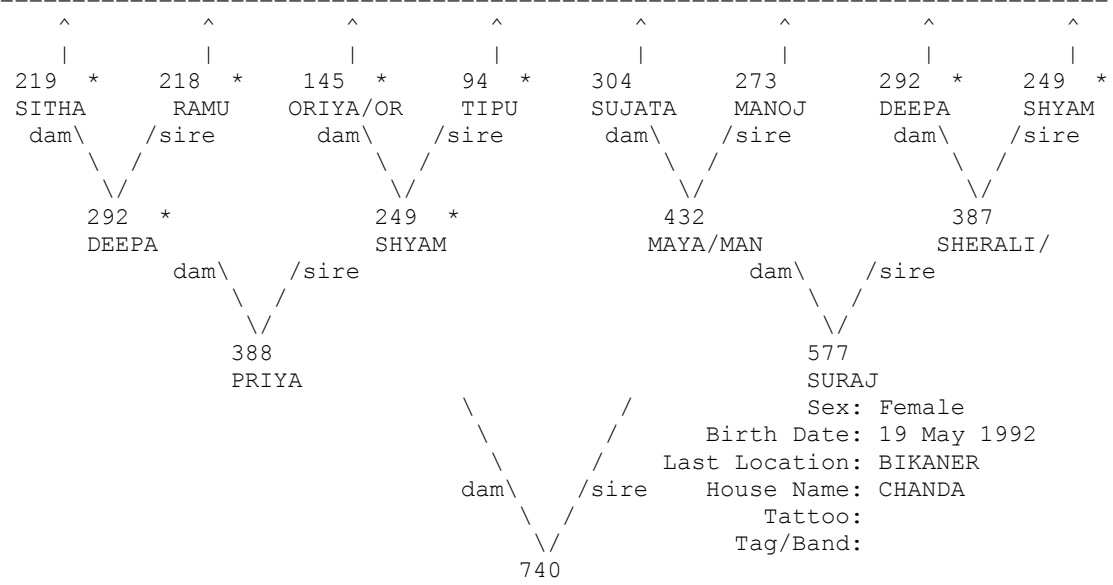 219 * 218 * 145 * 94 * 304 273 292 * 249 *
SITHA RAMU ORIYA/OR TIPU SUJATA MANOJ DEEPA SHYAM
dam\ /sire dam\ /sire dam\ /sire dam\ /sire
292 * 249 * 432 387
DEEPA SHYAM MAYA/MAN SHERALI/
dam\ /sire dam\ /sire
388 577
PRIYA SURAJ
Sex: Female
Birth Date: 19 May 1992
Last Location: BIKANER
dam\ /sire House Name: CHANDA
Tattoo:
Tag/Band:
740